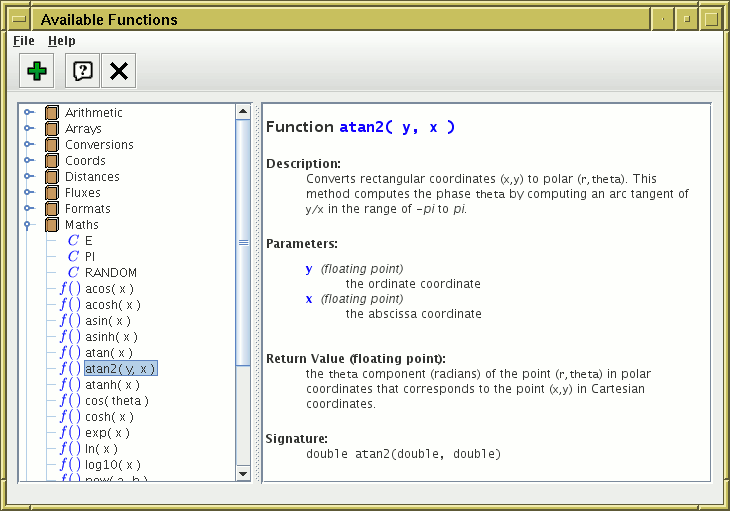 Available Functions
File Help
Arithmetic
Arrays
Conversions
Coords
Distances
Fluxes
Formats
Maths
C E
C PI
C RANDOM
f() acos( x )
f() acosh( x )
f() asin( x )
f() asinh( x )
f() atan( x )
f() atan2( y, x )
f() atanh( x )
f() cos( theta )
f() cosh( x )
f() exp( x )
f() ln( x )
f() log10( x )
Function atan2( y, x )
Description:
Converts rectangular coordinates (x,y) to polar (r,theta). This
method computes the phase theta by computing an arc tangent of
y/x in the range of -pi to pi.
Parameters:
y (floating point)
the ordinate coordinate
x (floating point)
the abscissa coordinate
Return Value (floating point):
the theta component (radians) of the point (r,theta) in polar
coordinates that corresponds to the point (x,y) in Cartesian
coordinates.
Signature:
double atan2(double, double)